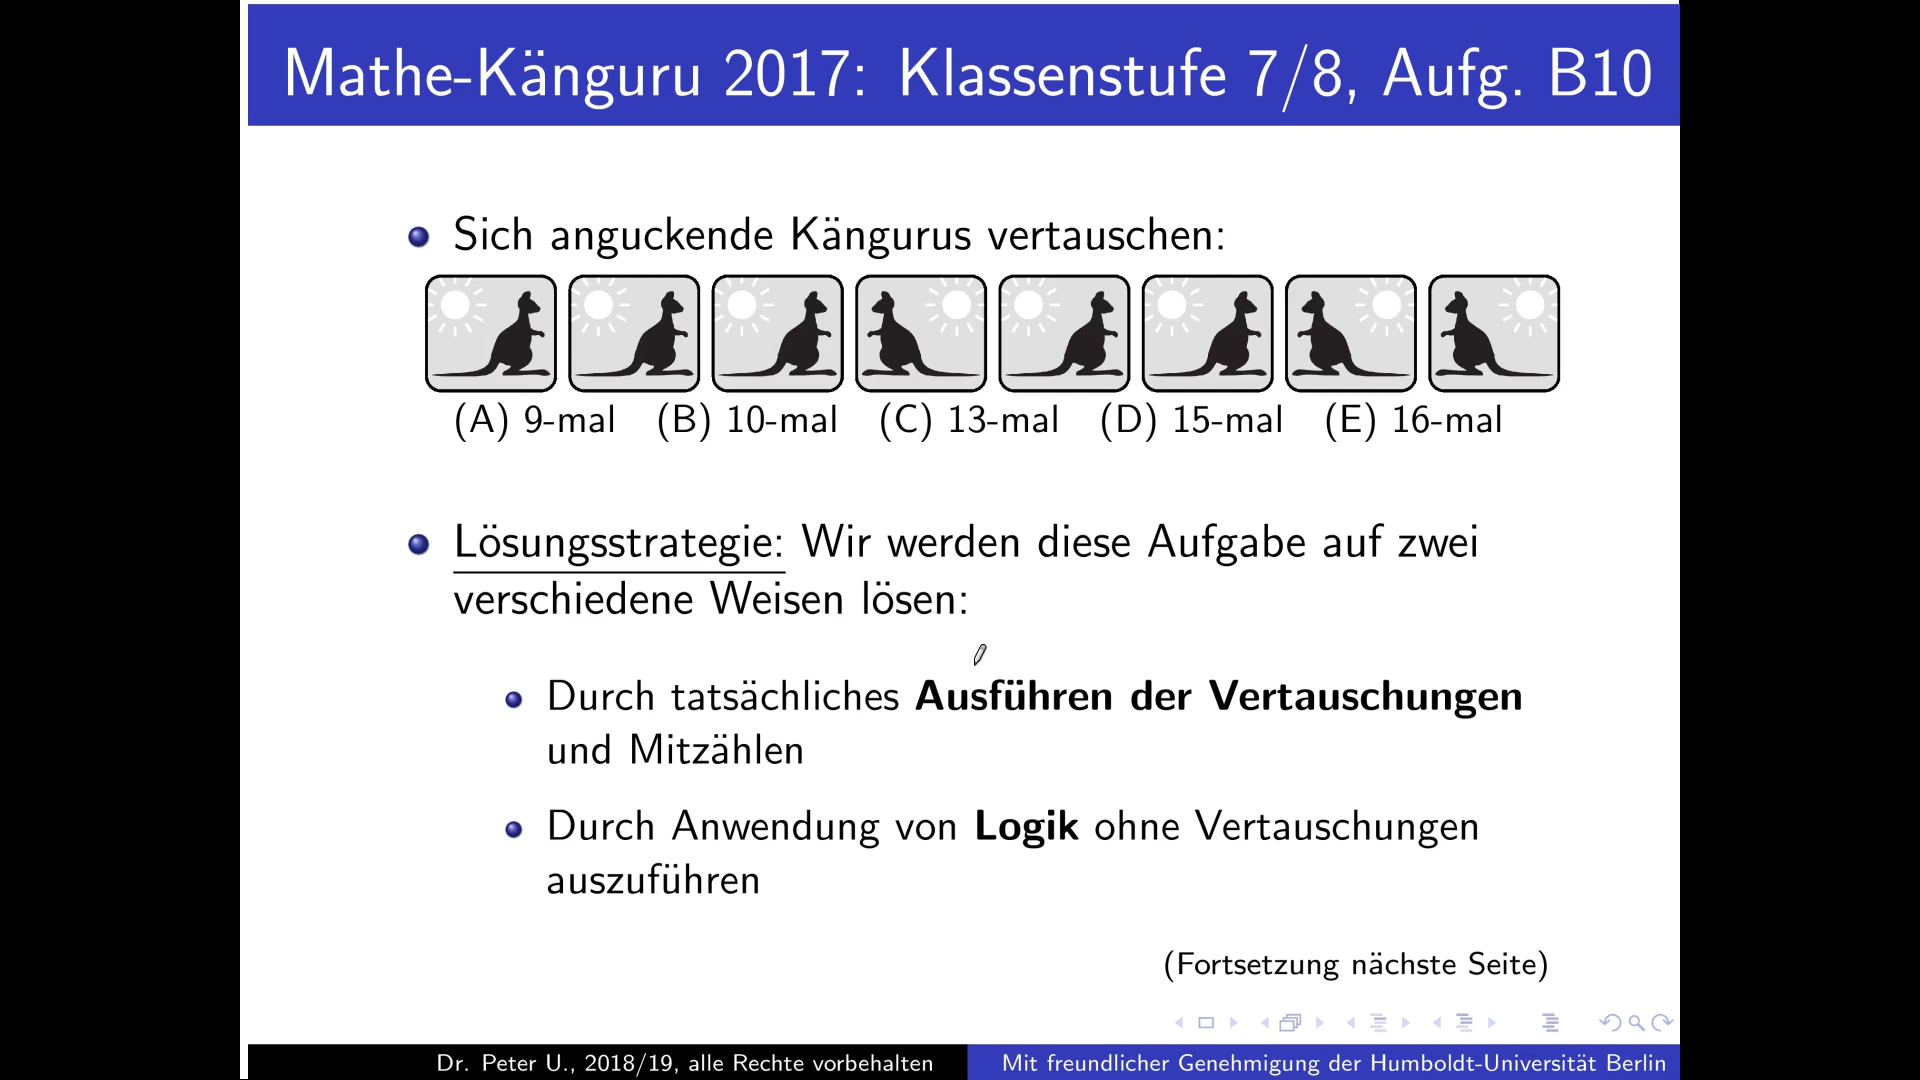 Mathe-Känguru 2017: Klassenstufe 7/8, Aufg. B10
Sich anguckende Kängurus vertauschen:
(A) 9-mal (B) 10-mal (C) 13-mal (D) 15-mal (E) 16-mal
Lösungsstrategie: Wir werden diese Aufgabe auf zwei
verschiedene Weisen lösen:
Durch tatsächliches Ausführen der Vertauschungen
und Mitzählen
Durch Anwendung von Logik ohne Vertauschungen
auszuführen
(Fortsetzung nächste Seite)
Dr. Peter U., 2018/19, alle Rechte vorbehalten
Mit freundlicher Genehmigung der Humboldt-Universität Berlin